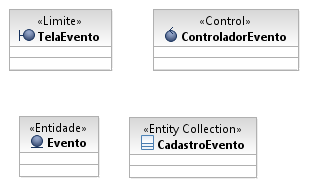 «Limite»
TelaEvento
«Control»
ControladorEvento
«Entidade»
Evento
«Entity Collection»
CadastroEvento